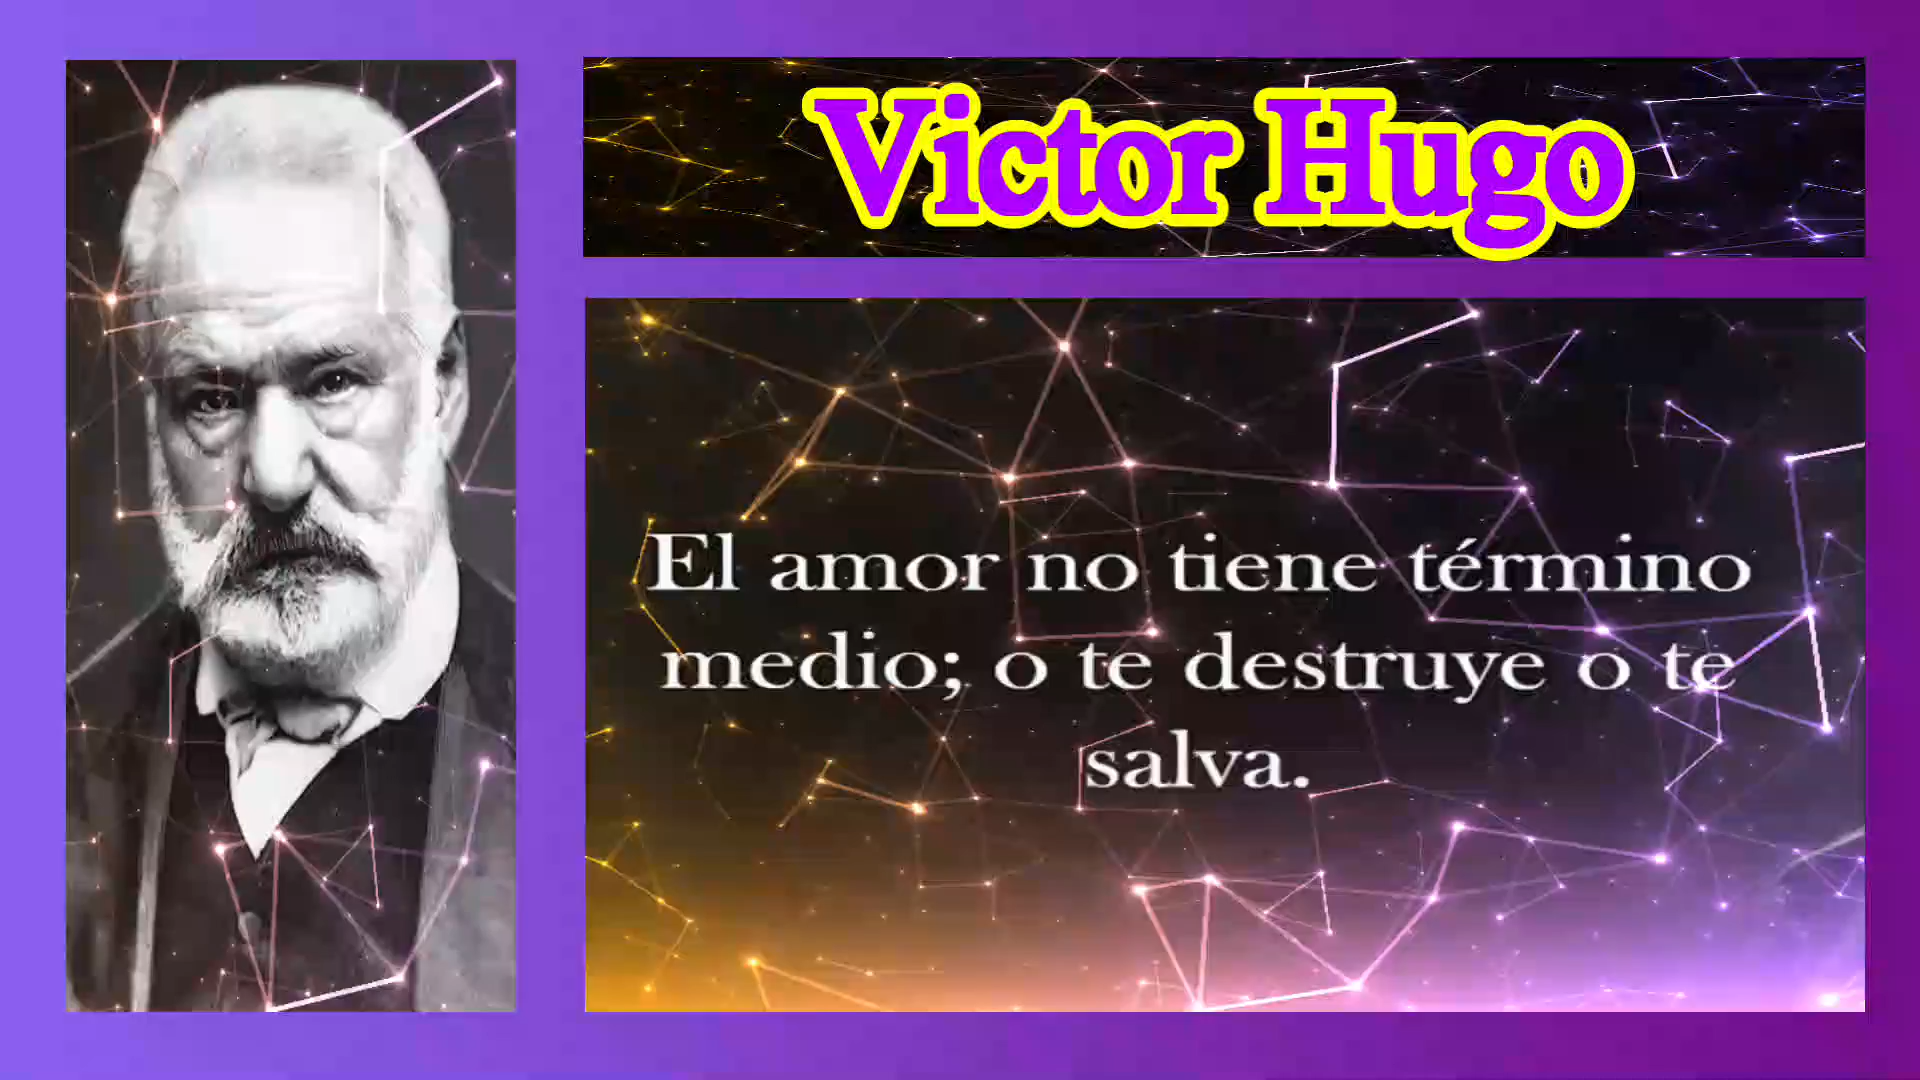 Victor Hugo
El amor no tiene término
medio; o te destruye o te
salva.